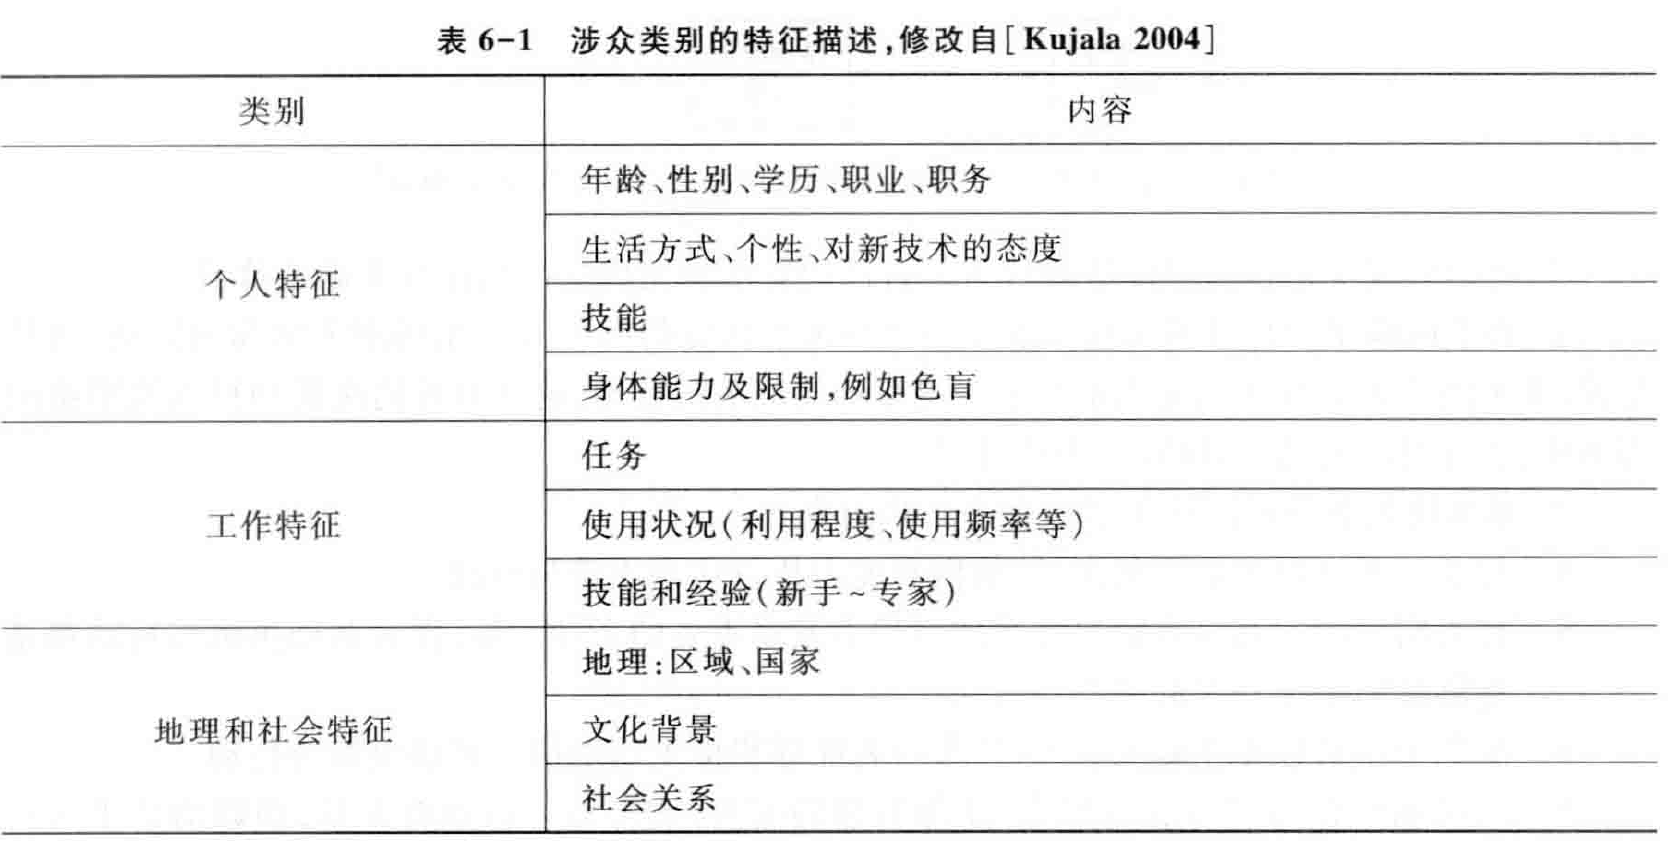 表 6-1 涉众类别的特征描述,修改自[Kujala 2004]
类别 内容
个人特征
年龄、性别、学历、职业、职务
生活方式、个性、对新技术的态度
技能
身体能力及限制,例如色盲
工作特征
任务
使用状况(利用程度、使用频率等)
技能和经验(新手~专家)
地理和社会特征
地理:区域、国家
文化背景
社会关系